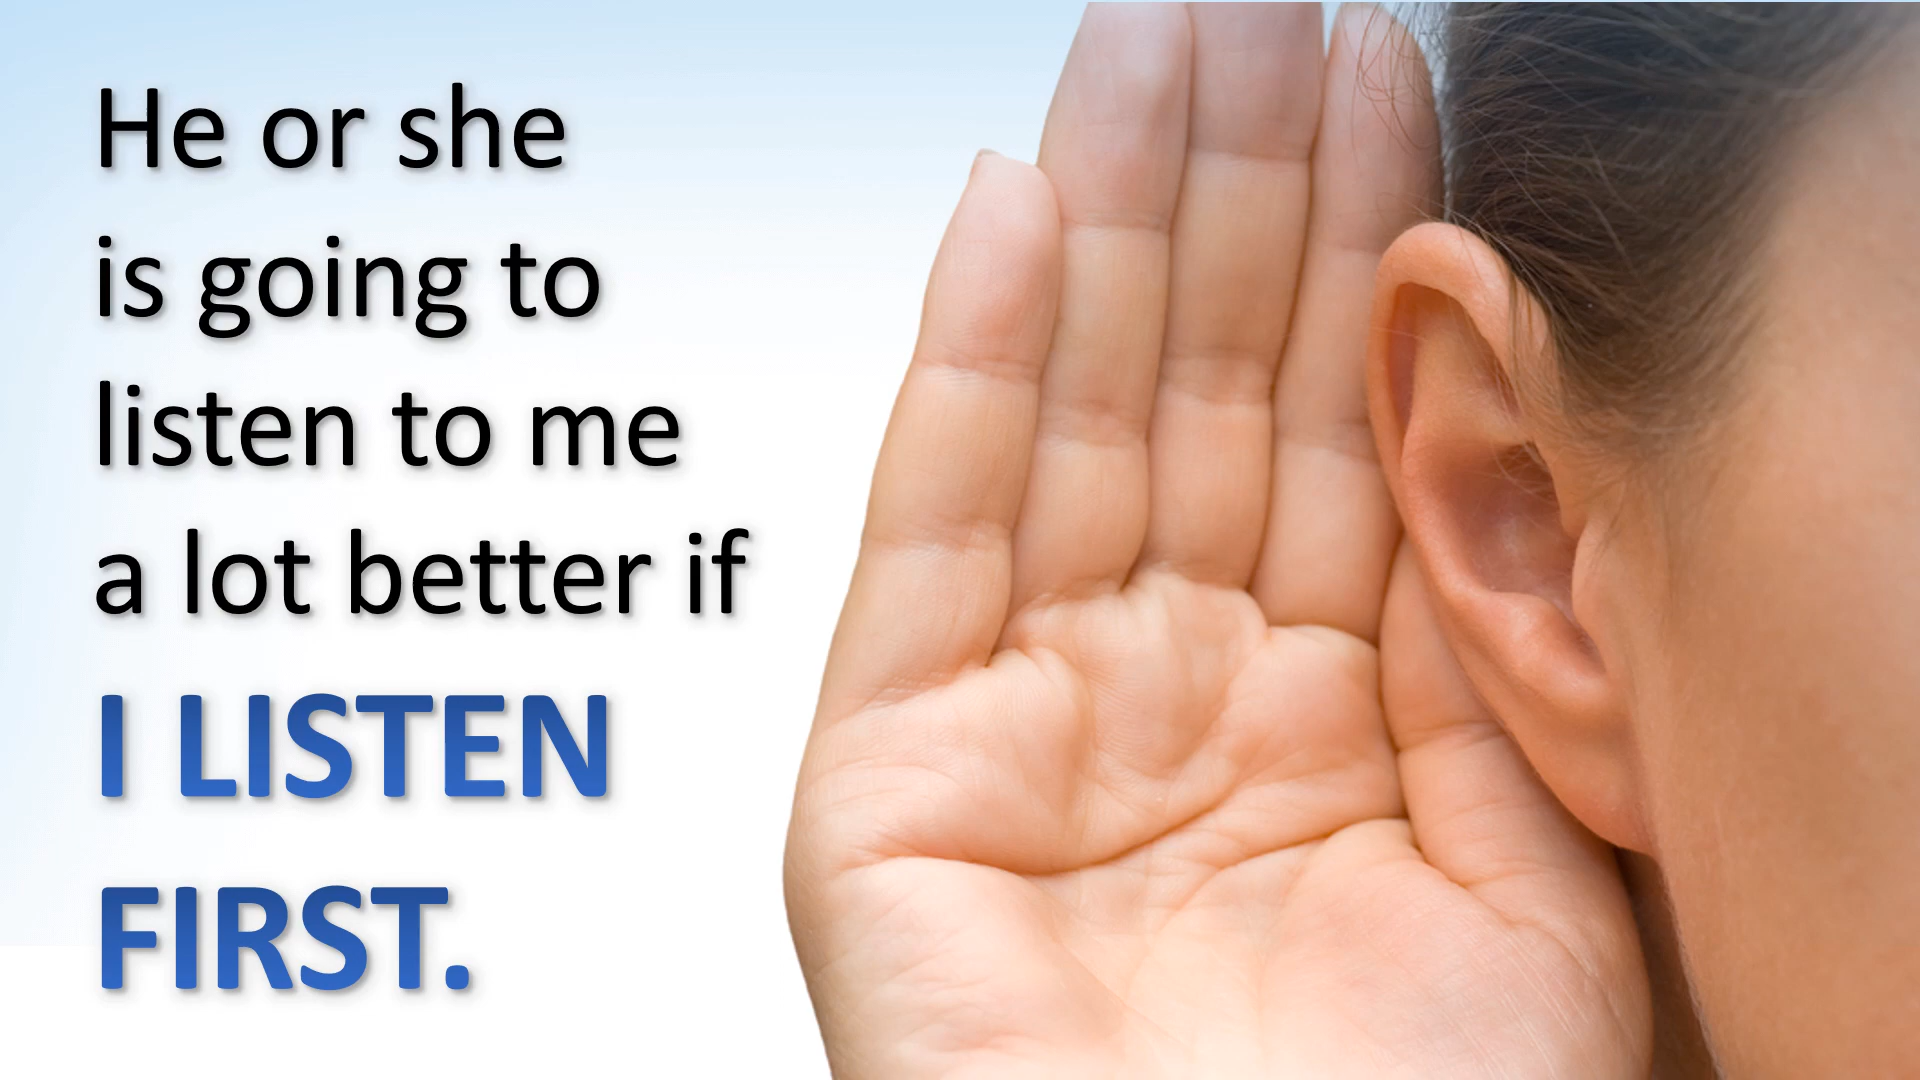 He or she
is going to
listen to me
a lot better if
I LISTEN
FIRST.